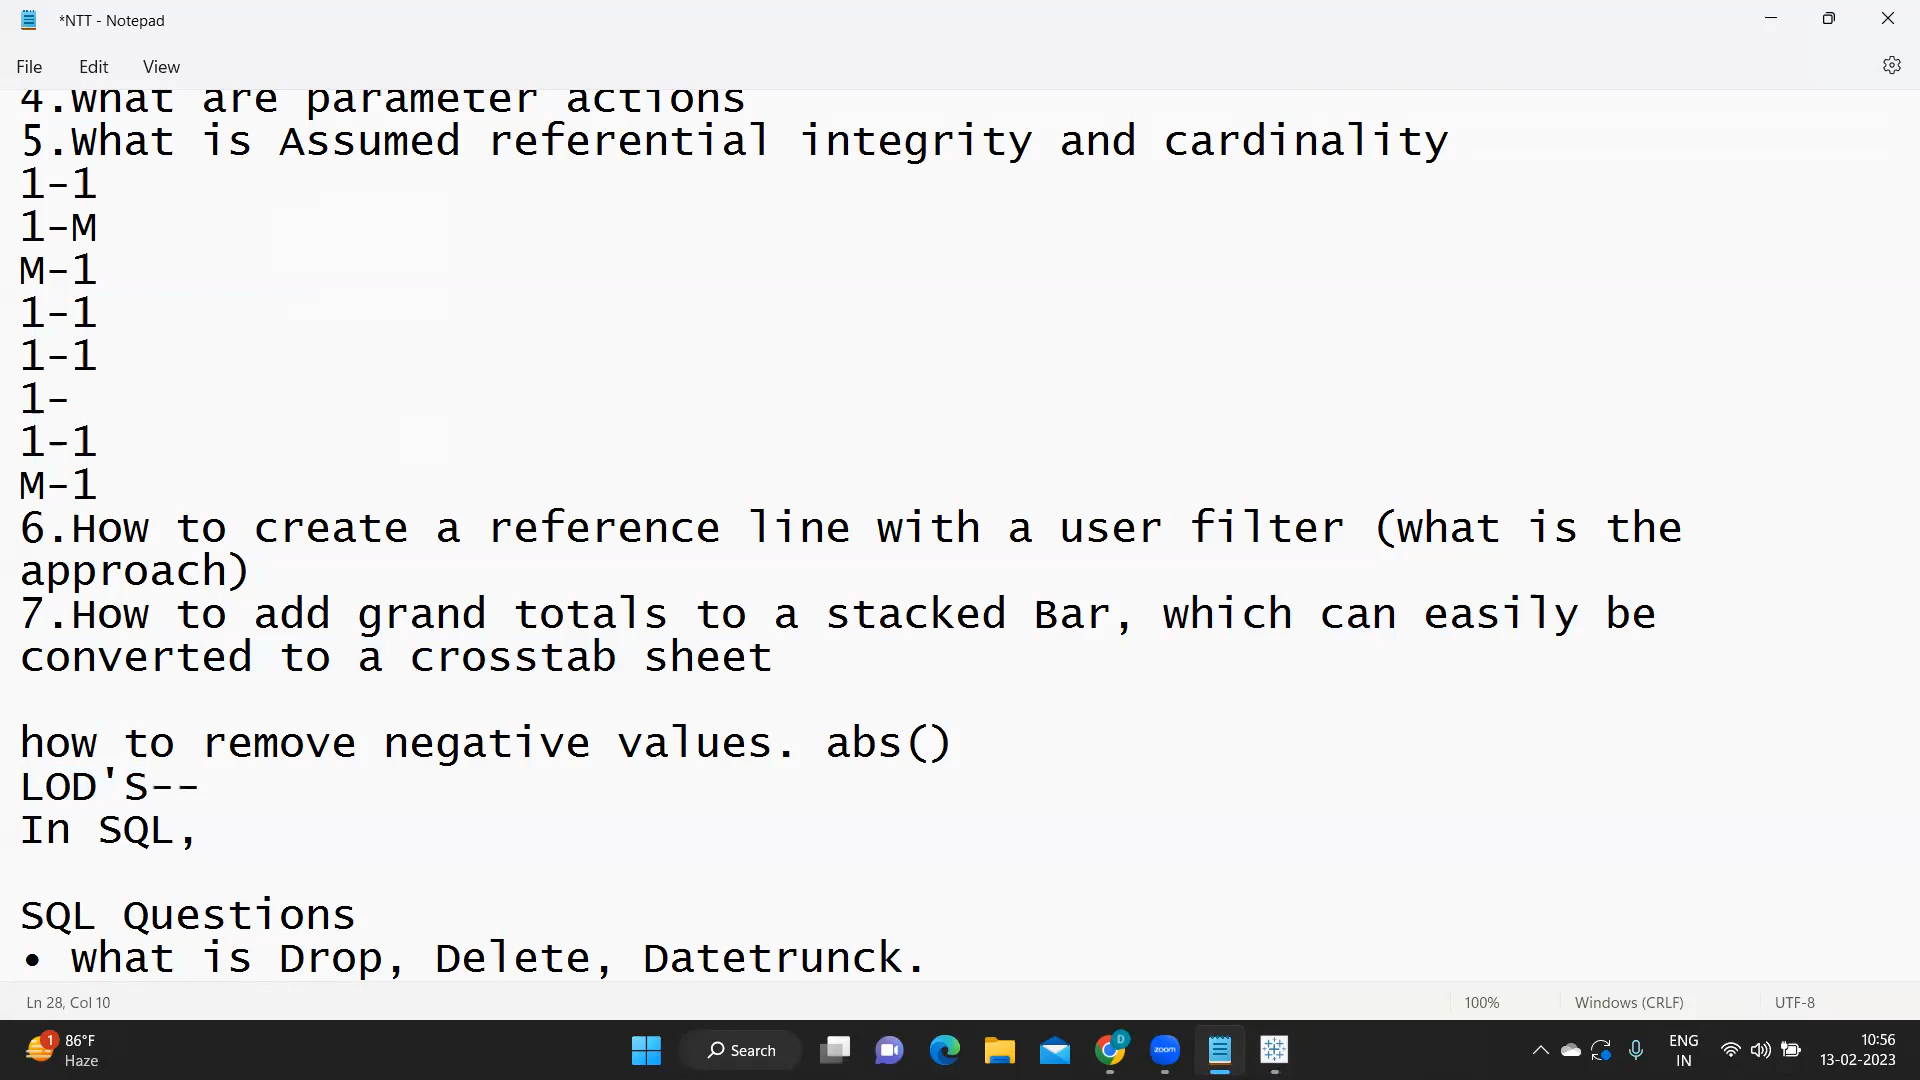 *NTT - Notepad
File Edit View
4.What are parameter actions
5.What is Assumed referential integrity and cardinality
1-1
1-M
M-1
1-1
1-1
1-
1-1
M-1
6.How to create a reference line with a user filter (what is the
approach)
7.How to add grand totals to a stacked Bar, which can easily be
converted to a crosstab sheet
how to remove negative values. abs()
LOD'S--
In SQL,
SQL Questions
• what is Drop, Delete, Datetrunck.
Ln 28, Col 10 100% Windows (CRLF) UTF-8
1 86°F
Haze
Search
D
zoom
ENG
IN
10:56
13-02-2023